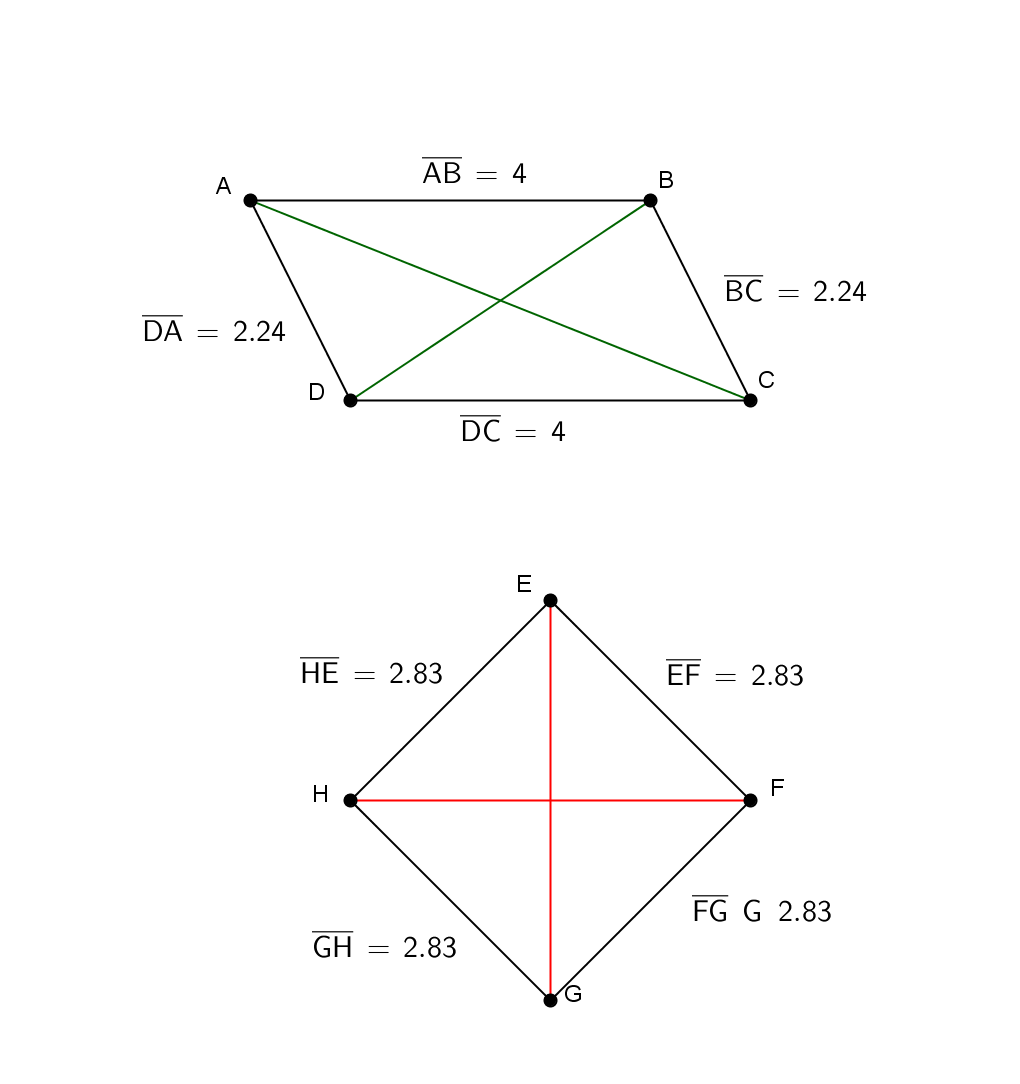 AB = 4
A
B
BC = 2.24
DA = 2.24
D
C
DC = 4
E
HE = 2.83
EF = 2.83
H
F
FG G 2.83
GH = 2.83
G